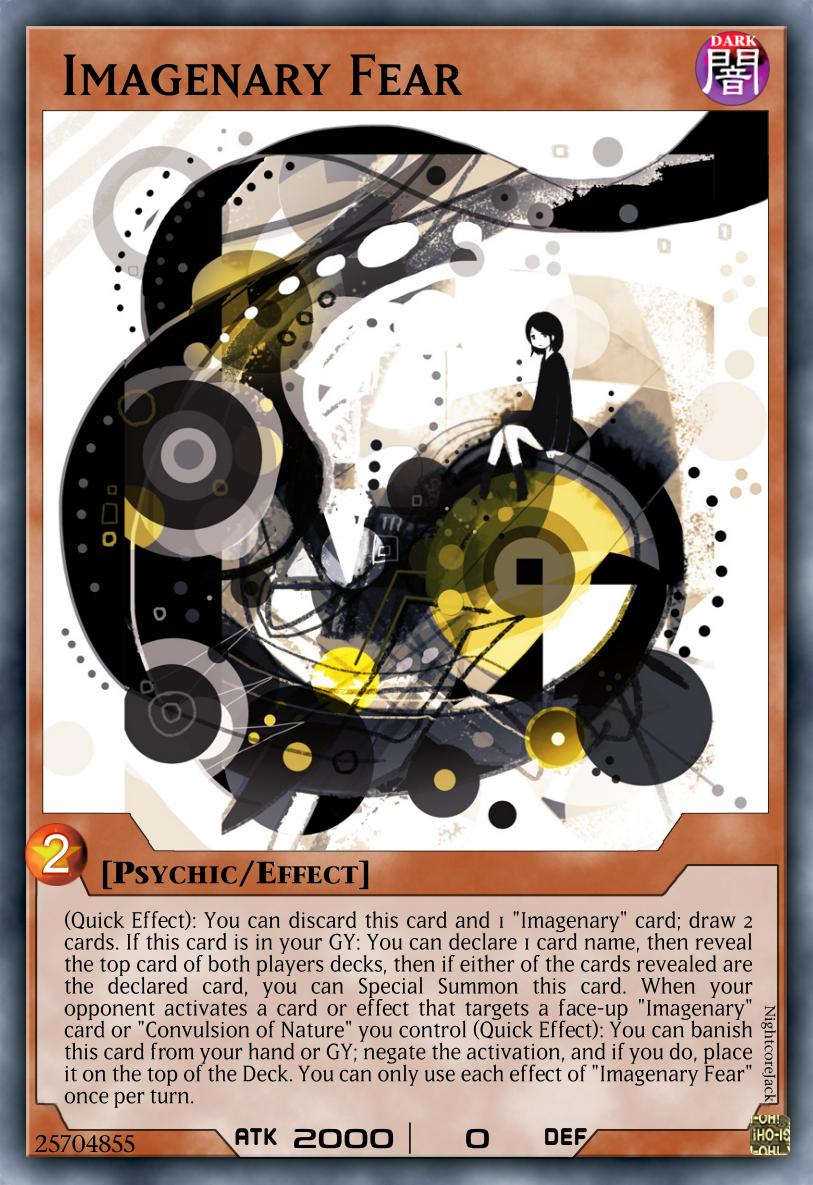 Imagenary Fear
DARK
闇
2
[Psychic/Effect]
(Quick Effect): You can discard this card and 1 "Imagenary" card; draw 2
cards. If this card is in your GY: You can declare 1 card name, then reveal
the top card of both players decks, then if either of the cards revealed are
the declared card, you can Special Summon this card. When your
opponent activates a card or effect that targets a face-up "Imagenary"
card or "Convulsion of Nature" you control (Quick Effect): You can banish
this card from your hand or GY; negate the activation, and if you do, place
it on the top of the Deck. You can only use each effect of "Imagenary Fear"
once per turn.
NightcoreJack
25704855
ATK 2000 | 0 DEF